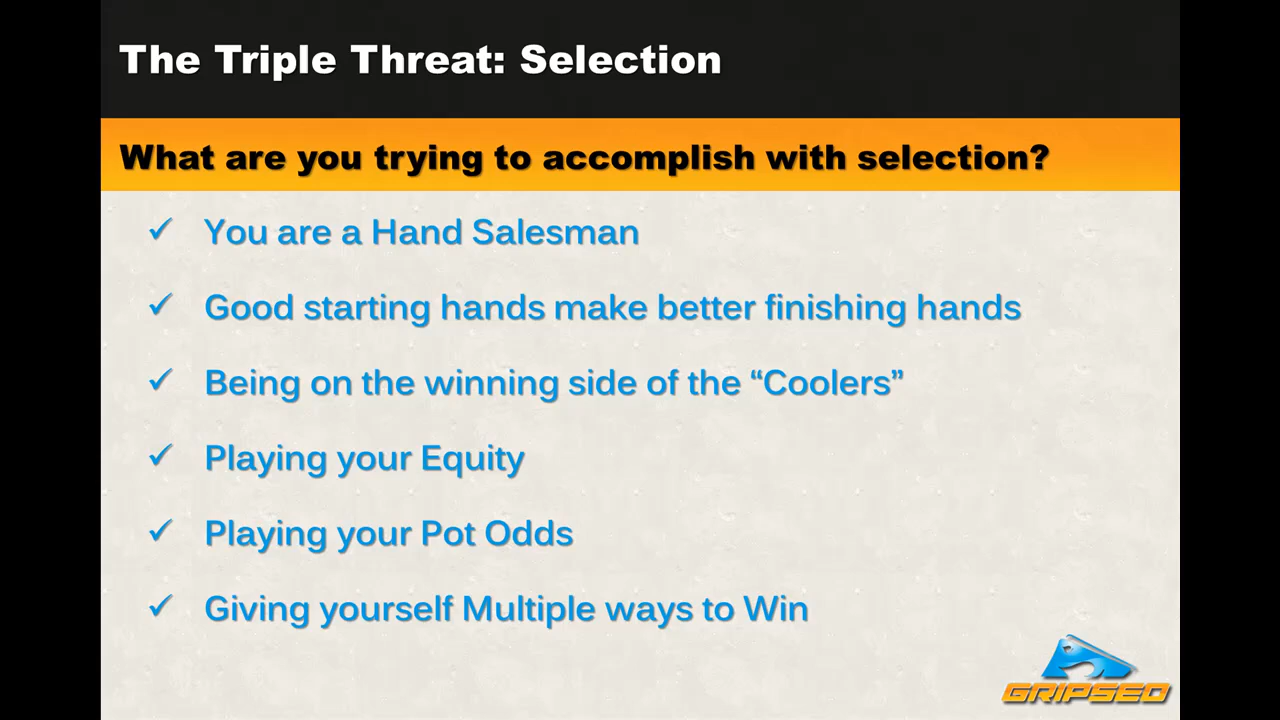 The Triple Threat: Selection
What are you trying to accomplish with selection?
You are a Hand Salesman
Good starting hands make better finishing hands
Being on the winning side of the “Coolers”
Playing your Equity
Playing your Pot Odds
Giving yourself Multiple ways to Win
GRIPSED